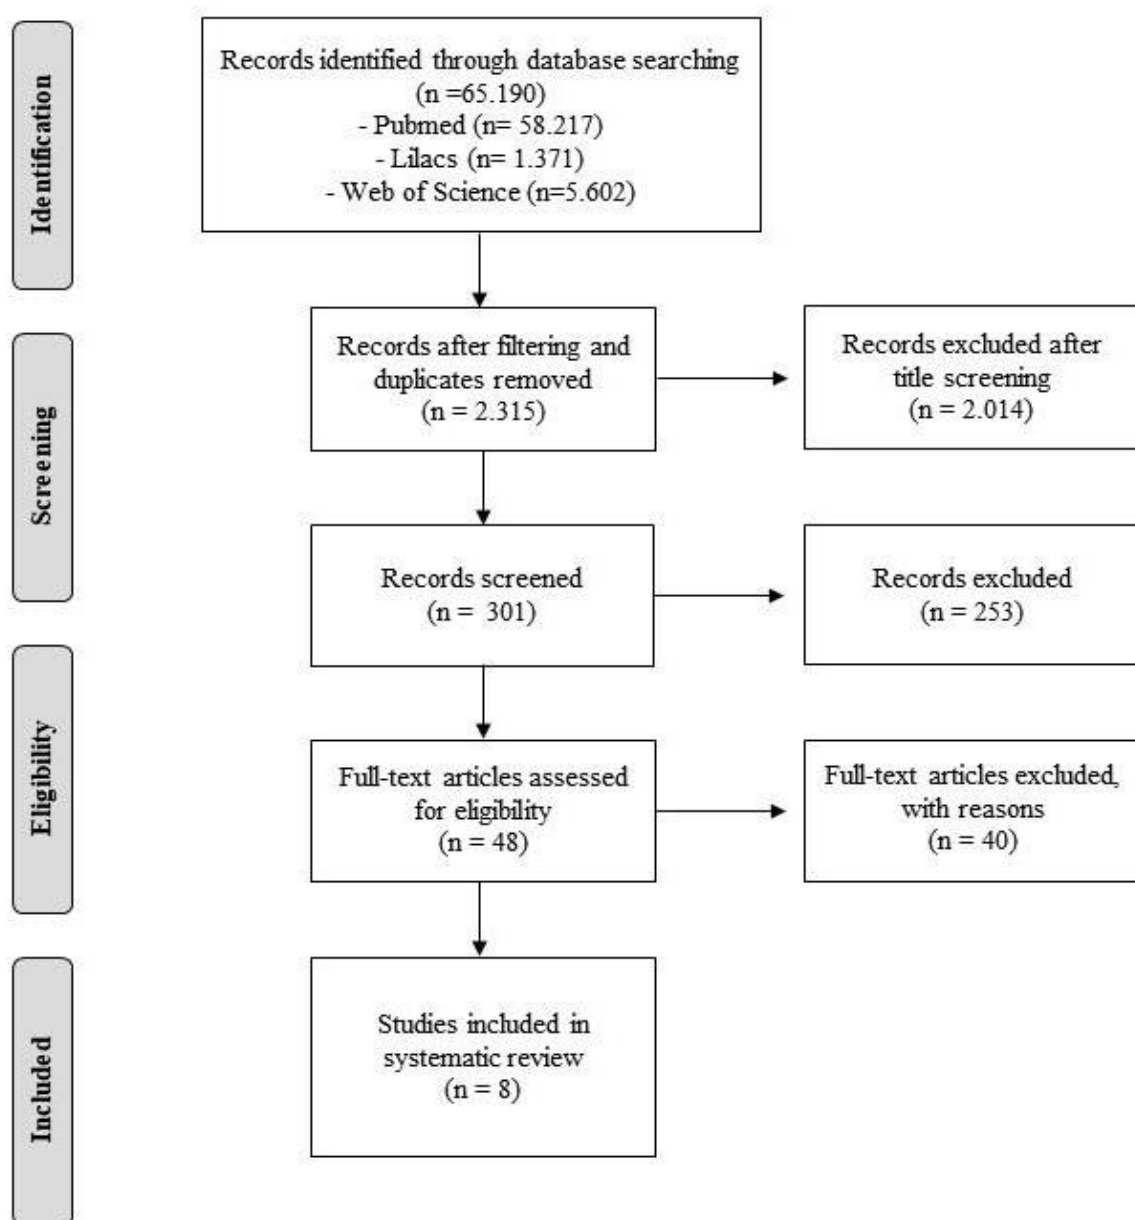 Identification
Records identified through database searching
(n =65.190)
- Pubmed (n= 58.217)
- Lilacs (n= 1.371)
- Web of Science (n=5.602)
Screening
Records after filtering and
duplicates removed
(n = 2.315)
Records excluded after
title screening
(n = 2.014)
Records screened
(n = 301)
Records excluded
(n = 253)
Eligibility
Full-text articles assessed
for eligibility
(n = 48)
Full-text articles excluded,
with reasons
(n = 40)
Included
Studies included in
systematic review
(n = 8)